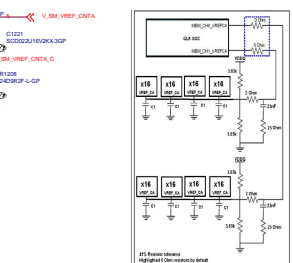 P
V_SM_VREF_CNTA
C1221
SCD022U16V2KX-3GP
SM_VREF_CNTA_C
R1208
24D9R2F-L-GP
MEM_CH0_VREFCA
GLK SOC
MEM_CH1_VREFCA
0 Ohm
0 Ohm
VDDQ
3.65k
x16 x16 x16 x16
VREF_CA VREF_CA VREF_CA VREF_CA
C1 C1 C1 C1
2 Ohm
22nF
3.65k
25 Ohm
VDDQ
3.65k
x16 x16 x16 x16
VREF_CA VREF_CA VREF_CA VREF_CA
C1 C1 C1 C1
2 Ohm
22nF
3.65k
25 Ohm
±1% Resistor tolerance
Highlighted 0 Ohm resistors by default